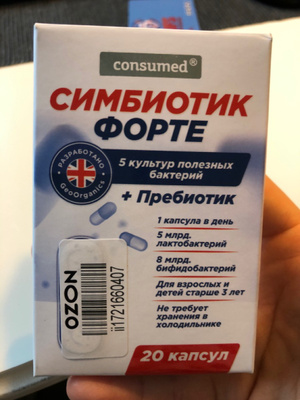 consumed®
СИМБИОТИК
ФОРТЕ
РАЗРАБОТАНО
GeoOrganics
5 культур полезных
бактерий
+ Пребиотик
1 капсула в день
5 млрд.
лактобактерий
8 млрд.
бифидобактерий
Для взрослых и
детей старше 3 лет
Не требует
хранения в
холодильнике
OZON
ii1721660407
20 капсул